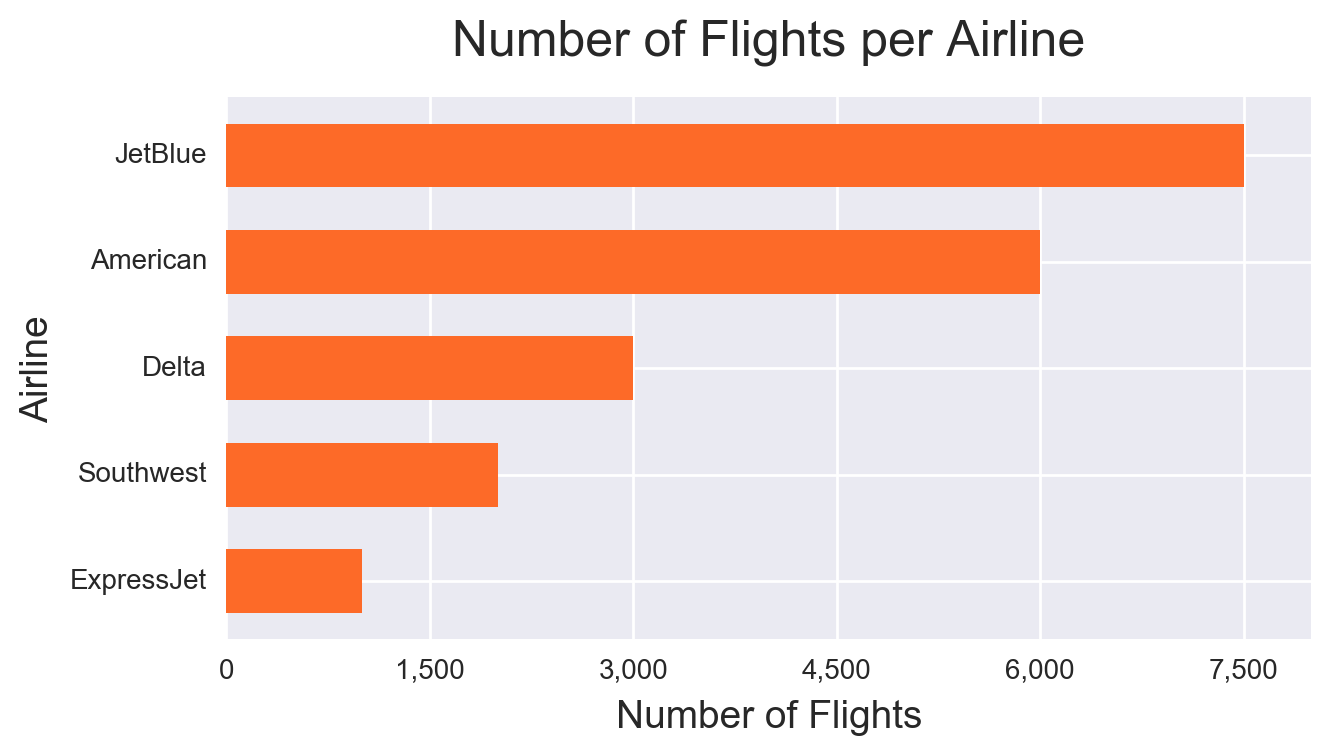 Number of Flights per Airline
JetBlue
American
Delta
Southwest
ExpressJet
Airline
0 1,500 3,000 4,500 6,000 7,500
Number of Flights